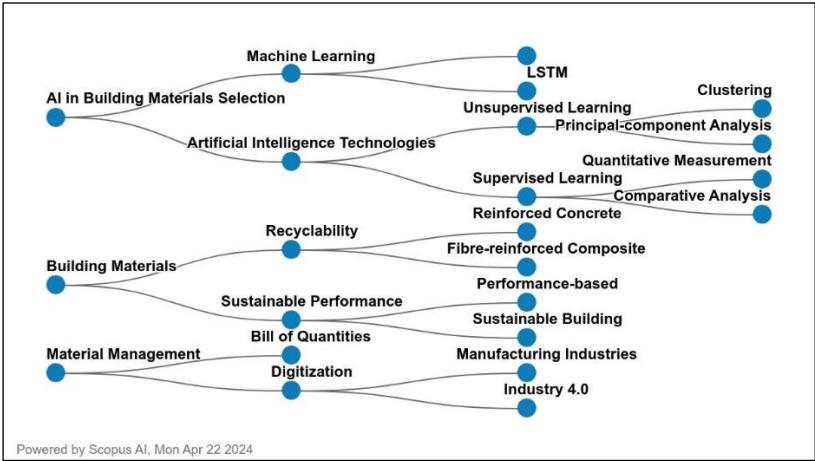 Machine Learning
LSTM
AI in Building Materials Selection
Clustering
Unsupervised Learning
Principal-component Analysis
Artificial Intelligence Technologies
Quantitative Measurement
Supervised Learning
Comparative Analysis
Reinforced Concrete
Recyclability
Fibre-reinforced Composite
Building Materials
Performance-based
Sustainable Performance
Sustainable Building
Bill of Quantities
Material Management
Manufacturing Industries
Digitization
Industry 4.0
Powered by Scopus AI, Mon Apr 22 2024